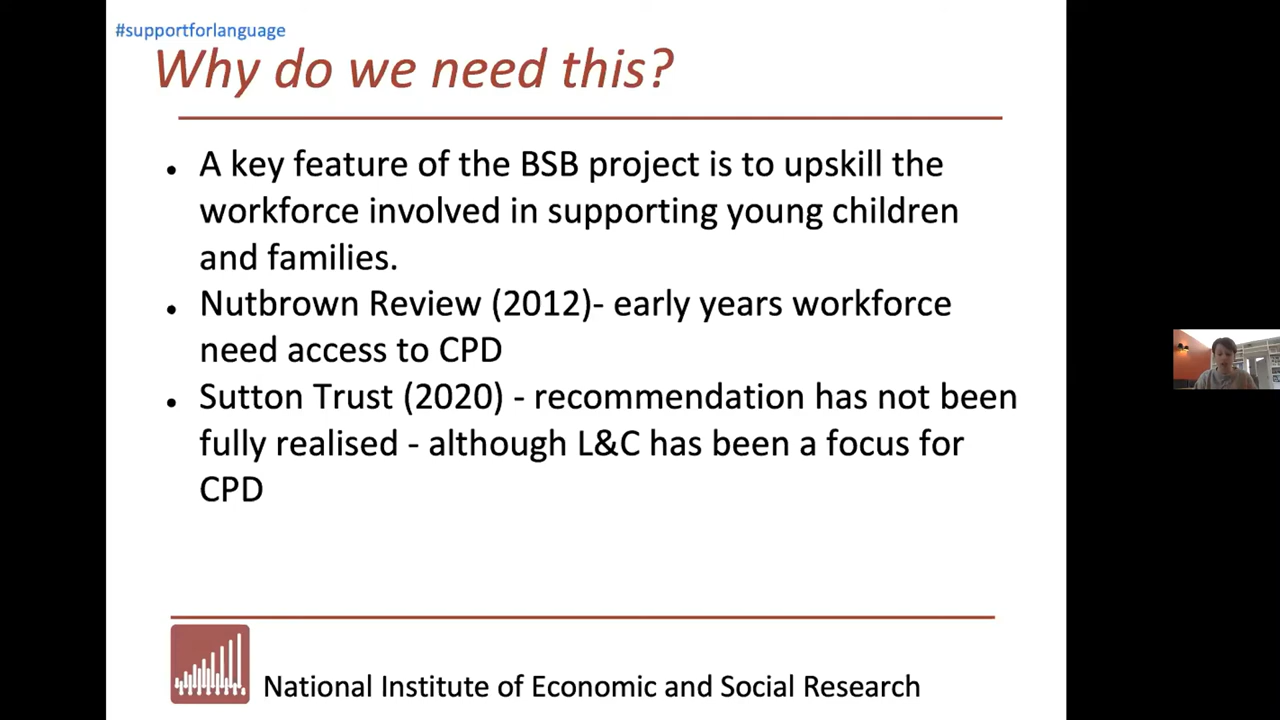 #supportforlanguage
Why do we need this?
• A key feature of the BSB project is to upskill the
workforce involved in supporting young children
and families.
• Nutbrown Review (2012)- early years workforce
need access to CPD
• Sutton Trust (2020) - recommendation has not been
fully realised - although L&C has been a focus for
CPD
National Institute of Economic and Social Research